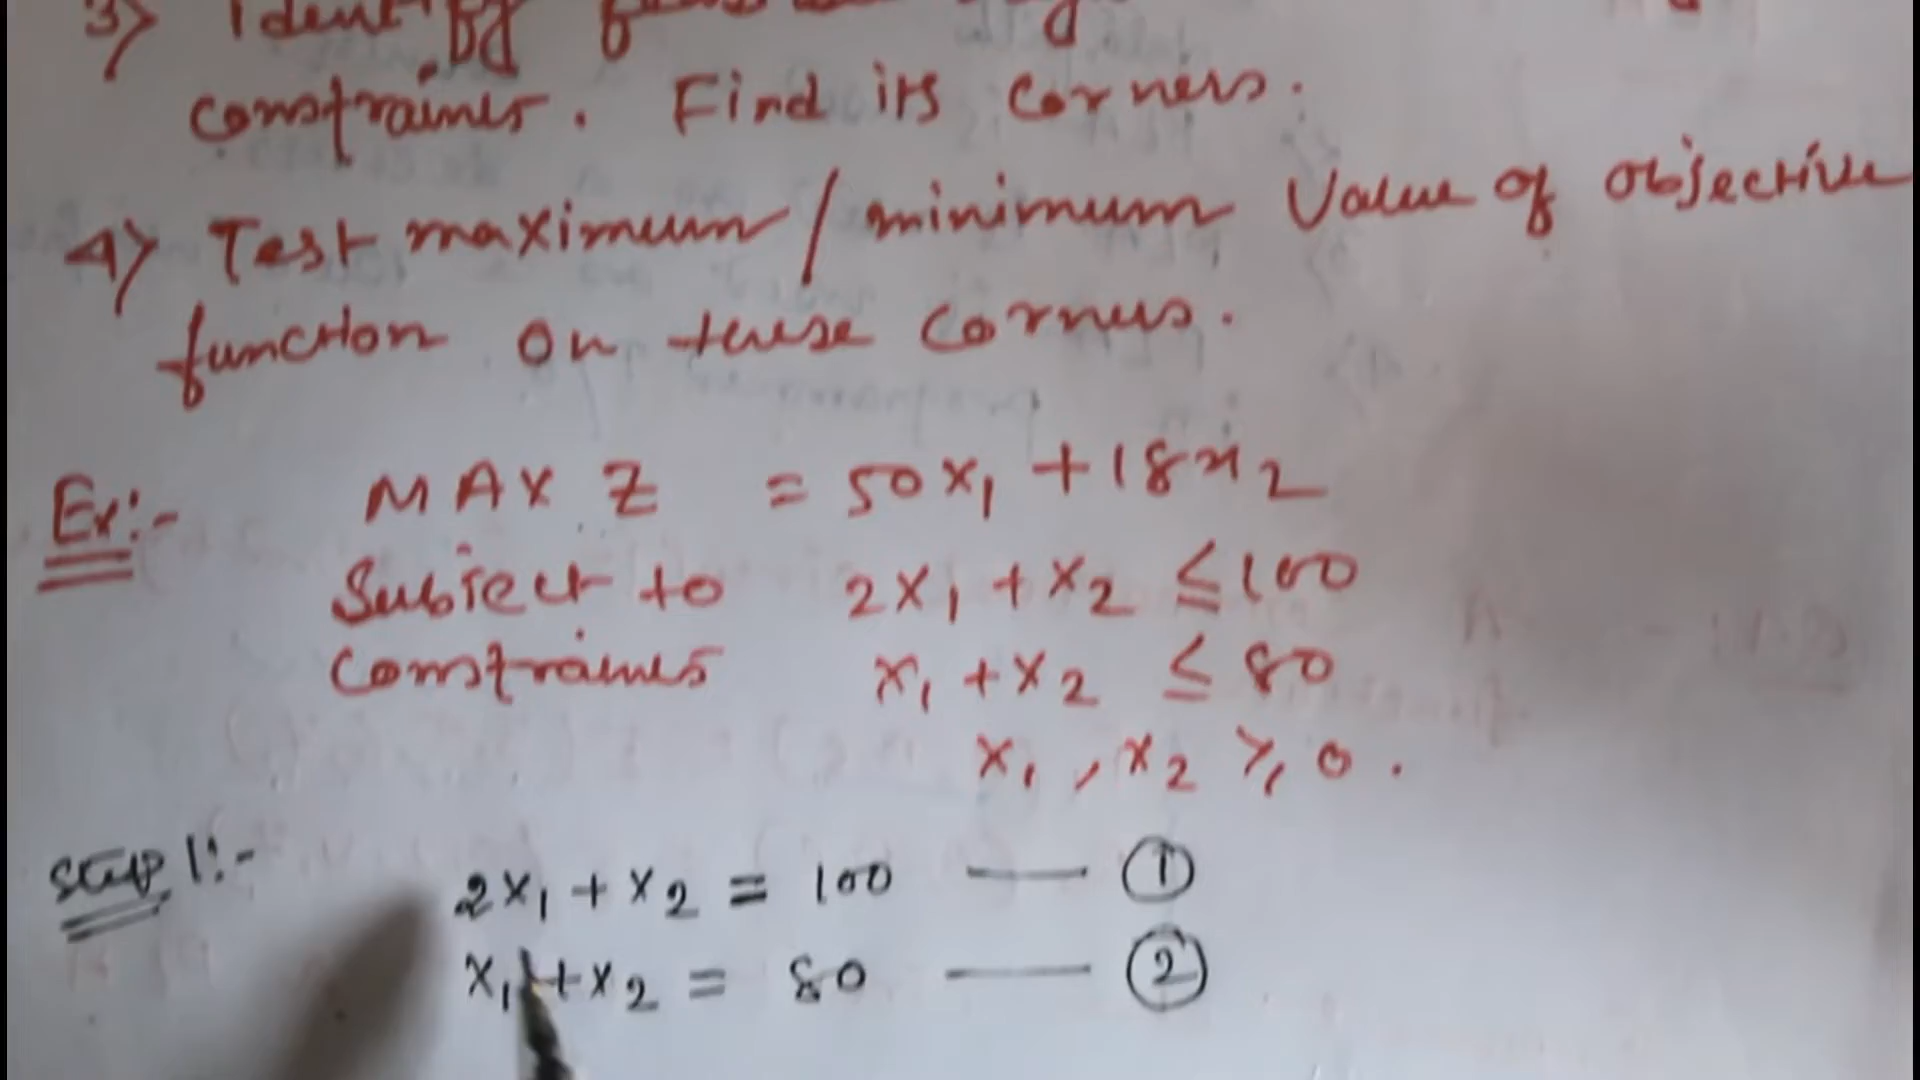 3) Identify
constraints. Find its corners.
4) Test maximum / minimum value of objective
function on these corners.
Ex:- MAX Z = 50x₁ + 18x₂
Subject to 2x₁ + x₂ ≤ 100
constraints x₁ + x₂ ≤ 80
x₁, x₂ ≥ 0.
Step 1:- 2x₁ + x₂ = 100 —— ①
x₁ + x₂ = 80 —— ②